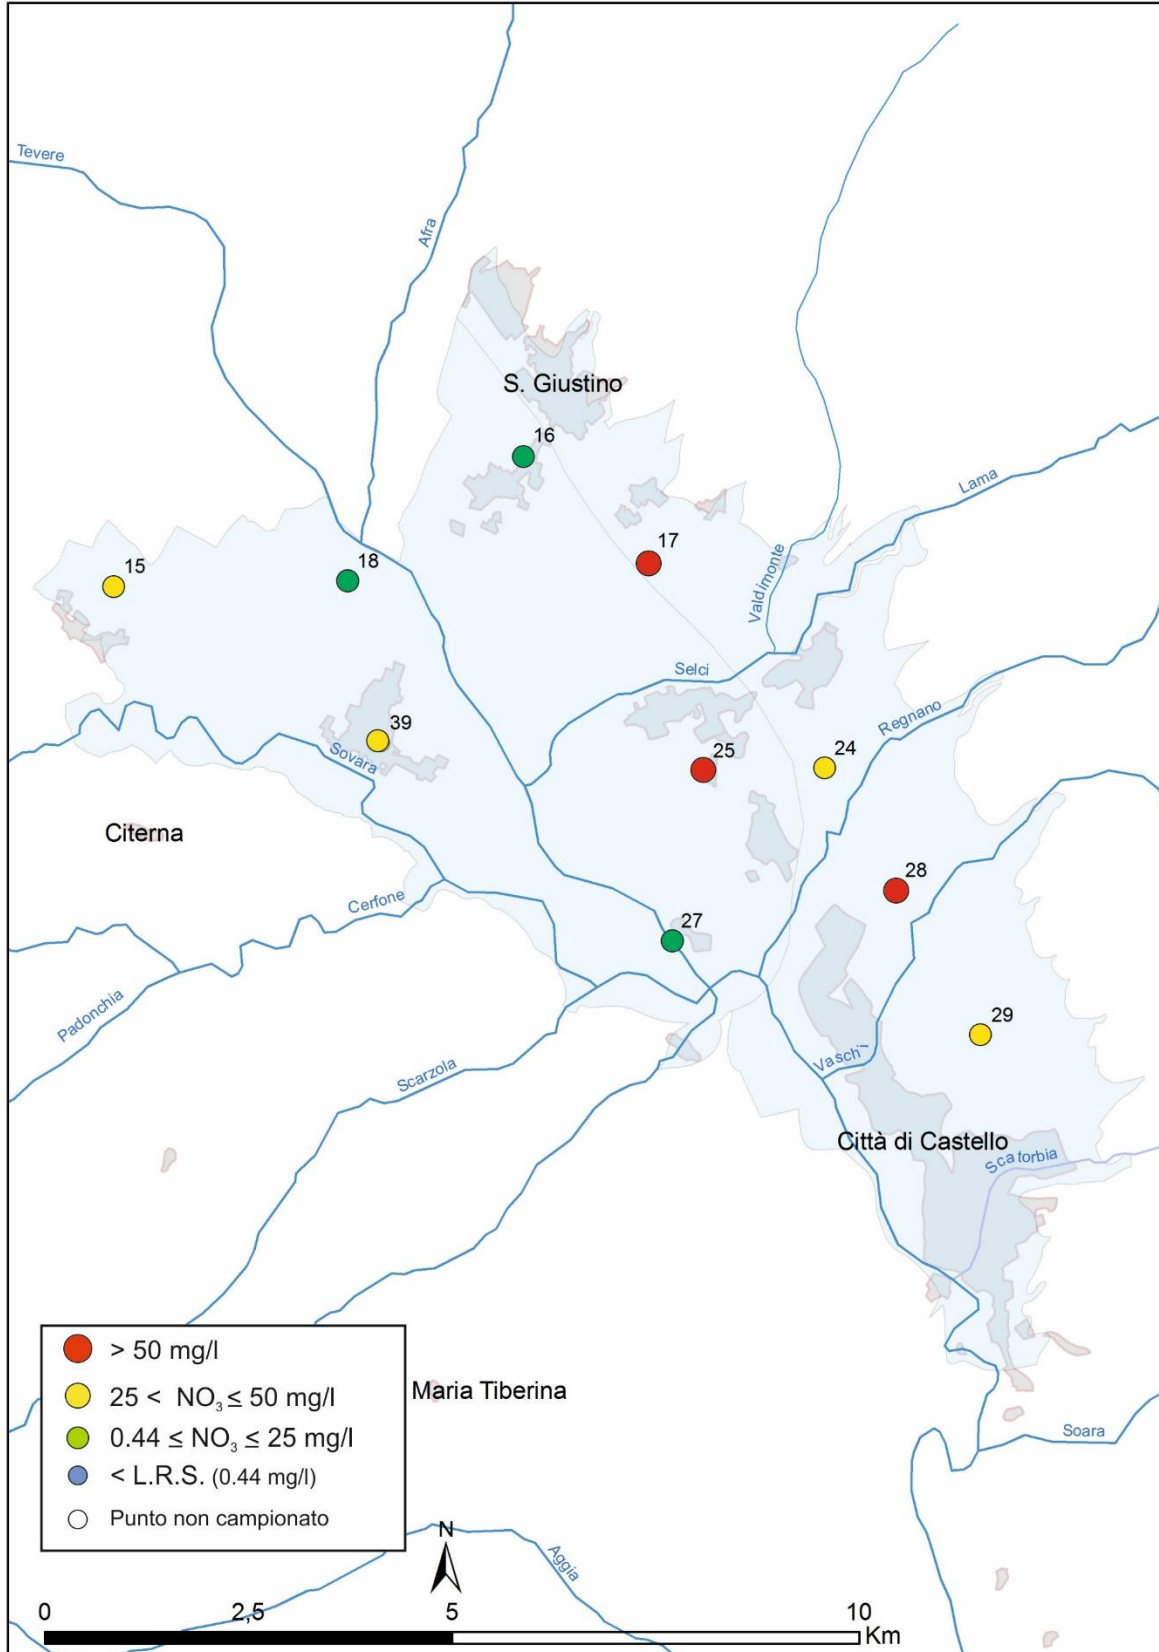 Tevere
Afra
S. Giustino
16
Lama
17
15
18
Valdimonte
Selci
Regnano
39
Sovara
25
24
Citerna
28
Cerfone
27
Padonchia
29
Scarzola
Vaschi
Città di Castello
Scatorbia
> 50 mg/l
25 < NO₃ ≤ 50 mg/l
Maria Tiberina
0.44 ≤ NO₃ ≤ 25 mg/l
Soara
< L.R.S. (0.44 mg/l)
Punto non campionato
N
Aggia
0 2,5 5 10
Km